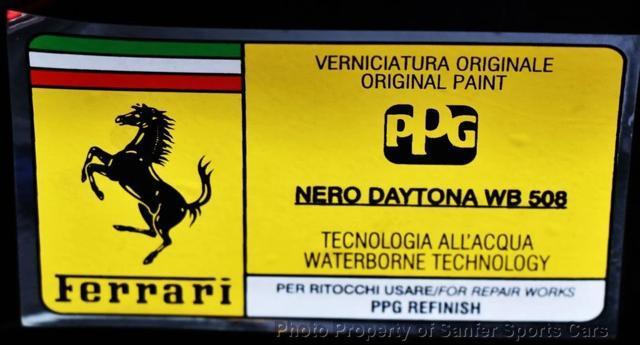 Ferrari
VERNICIATURA ORIGINALE
ORIGINAL PAINT
PPG
NERO DAYTONA WB 508
TECNOLOGIA ALL'ACQUA
WATERBORNE TECHNOLOGY
PER RITOCCHI USARE/FOR REPAIR WORKS
PPG REFINISH
Photo Property of Sanfer Sports Cars